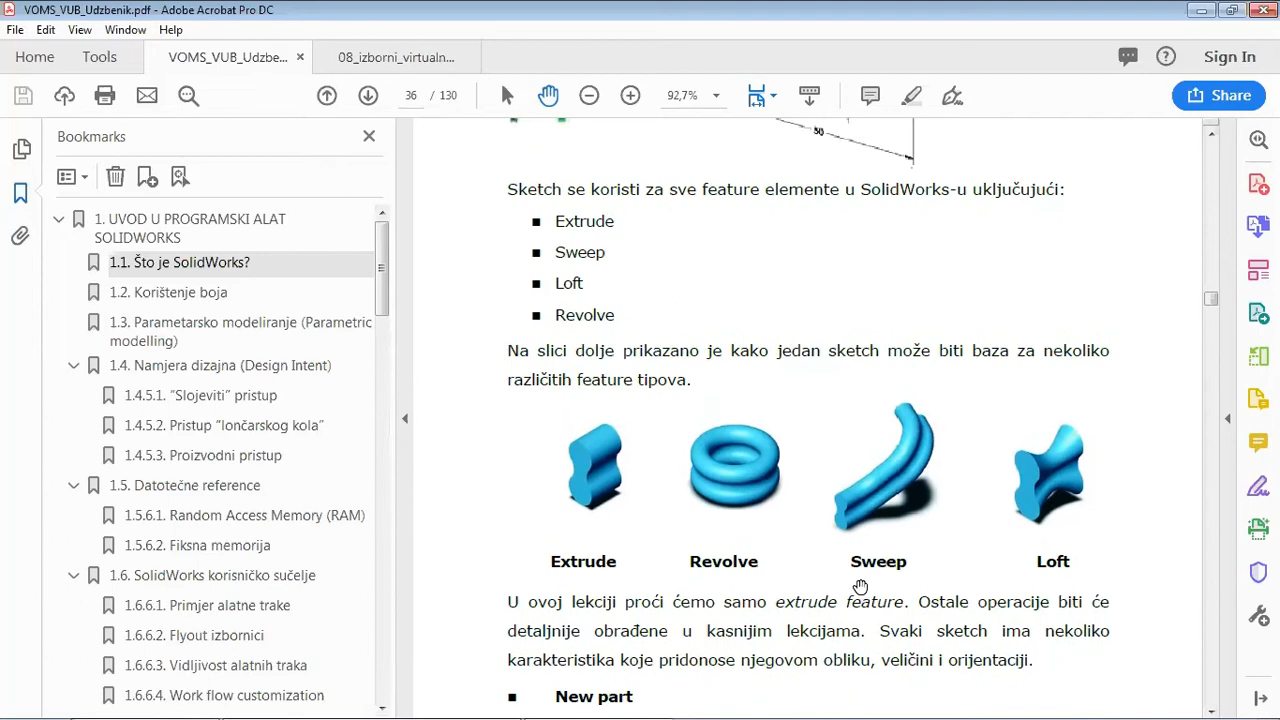 VOMS_VUB_Udzbenik.pdf - Adobe Acrobat Pro DC
File Edit View Window Help
Home Tools VOMS_VUB_Udzbe... 08_izborni_virtualn... Sign In
36 / 130 92,7% Share
Bookmarks
1. UVOD U PROGRAMSKI ALAT
SOLIDWORKS
1.1. Što je SolidWorks?
1.2. Korištenje boja
1.3. Parametarsko modeliranje (Parametric
modelling)
1.4. Namjera dizajna (Design Intent)
1.4.5.1. “Slojeviti” pristup
1.4.5.2. Pristup “lončarskog kola”
1.4.5.3. Proizvodni pristup
1.5. Datotečne reference
1.5.6.1. Random Access Memory (RAM)
1.5.6.2. Fiksna memorija
1.6. SolidWorks korisničko sučelje
1.6.6.1. Primjer alatne trake
1.6.6.2. Flyout izbornici
1.6.6.3. Vidljivost alatnih traka
1.6.6.4. Work flow customization
50
Sketch se koristi za sve feature elemente u SolidWorks-u uključujući:
■ Extrude
■ Sweep
■ Loft
■ Revolve
Na slici dolje prikazano je kako jedan sketch može biti baza za nekoliko
različitih feature tipova.
Extrude Revolve Sweep Loft
U ovoj lekciji proći ćemo samo extrude feature. Ostale operacije biti će
detaljnije obrađene u kasnijim lekcijama. Svaki sketch ima nekoliko
karakteristika koje pridonose njegovom obliku, veličini i orijentaciji.
■ New part